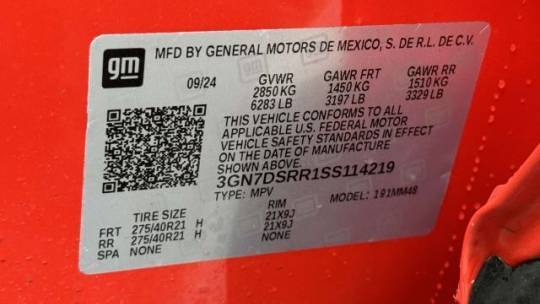 gm MFD BY GENERAL MOTORS DE MEXICO, S. DE R.L. DE C.V.
09/24 GVWR GAWR FRT GAWR RR
2850 KG 1450 KG 1510 KG
6283 LB 3197 LB 3329 LB
THIS VEHICLE CONFORMS TO ALL
APPLICABLE U.S. FEDERAL MOTOR
VEHICLE SAFETY STANDARDS IN EFFECT
ON THE DATE OF MANUFACTURE
SHOWN ABOVE.
3GN7DSRR1SS114219
TYPE: MPV MODEL: 191MM48
TIRE SIZE RIM
FRT 275/40R21 H 21X9J
RR 275/40R21 H 21X9J
SPA NONE NONE